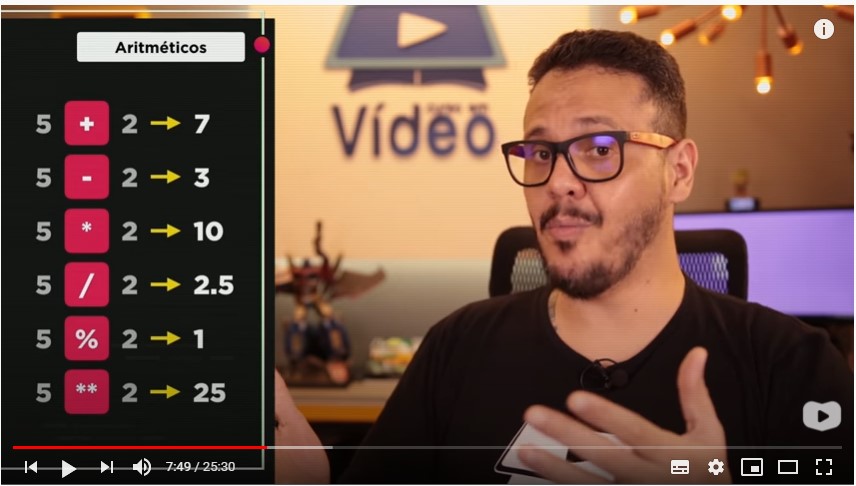 Aritméticos
5 + 2 → 7
5 - 2 → 3
5 * 2 → 10
5 / 2 → 2.5
5 % 2 → 1
5 ** 2 → 25
Vídeo
7:49 / 25:30